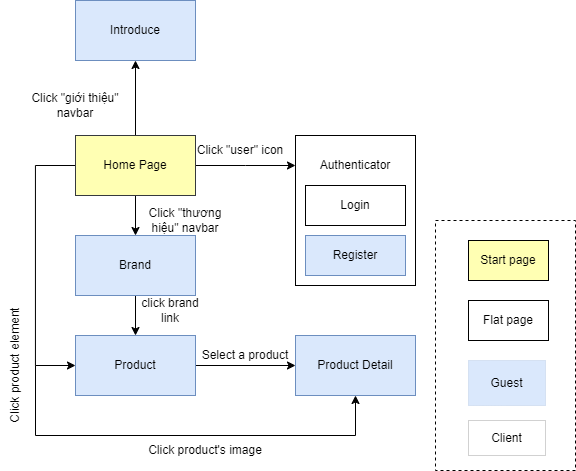 Introduce
Click "giới thiệu"
navbar
Home Page
Click "user" icon
Authenticator
Login
Register
Click "thương
hiệu" navbar
Brand
click brand
link
Click product element
Product
Select a product
Product Detail
Click product's image
Start page
Flat page
Guest
Client